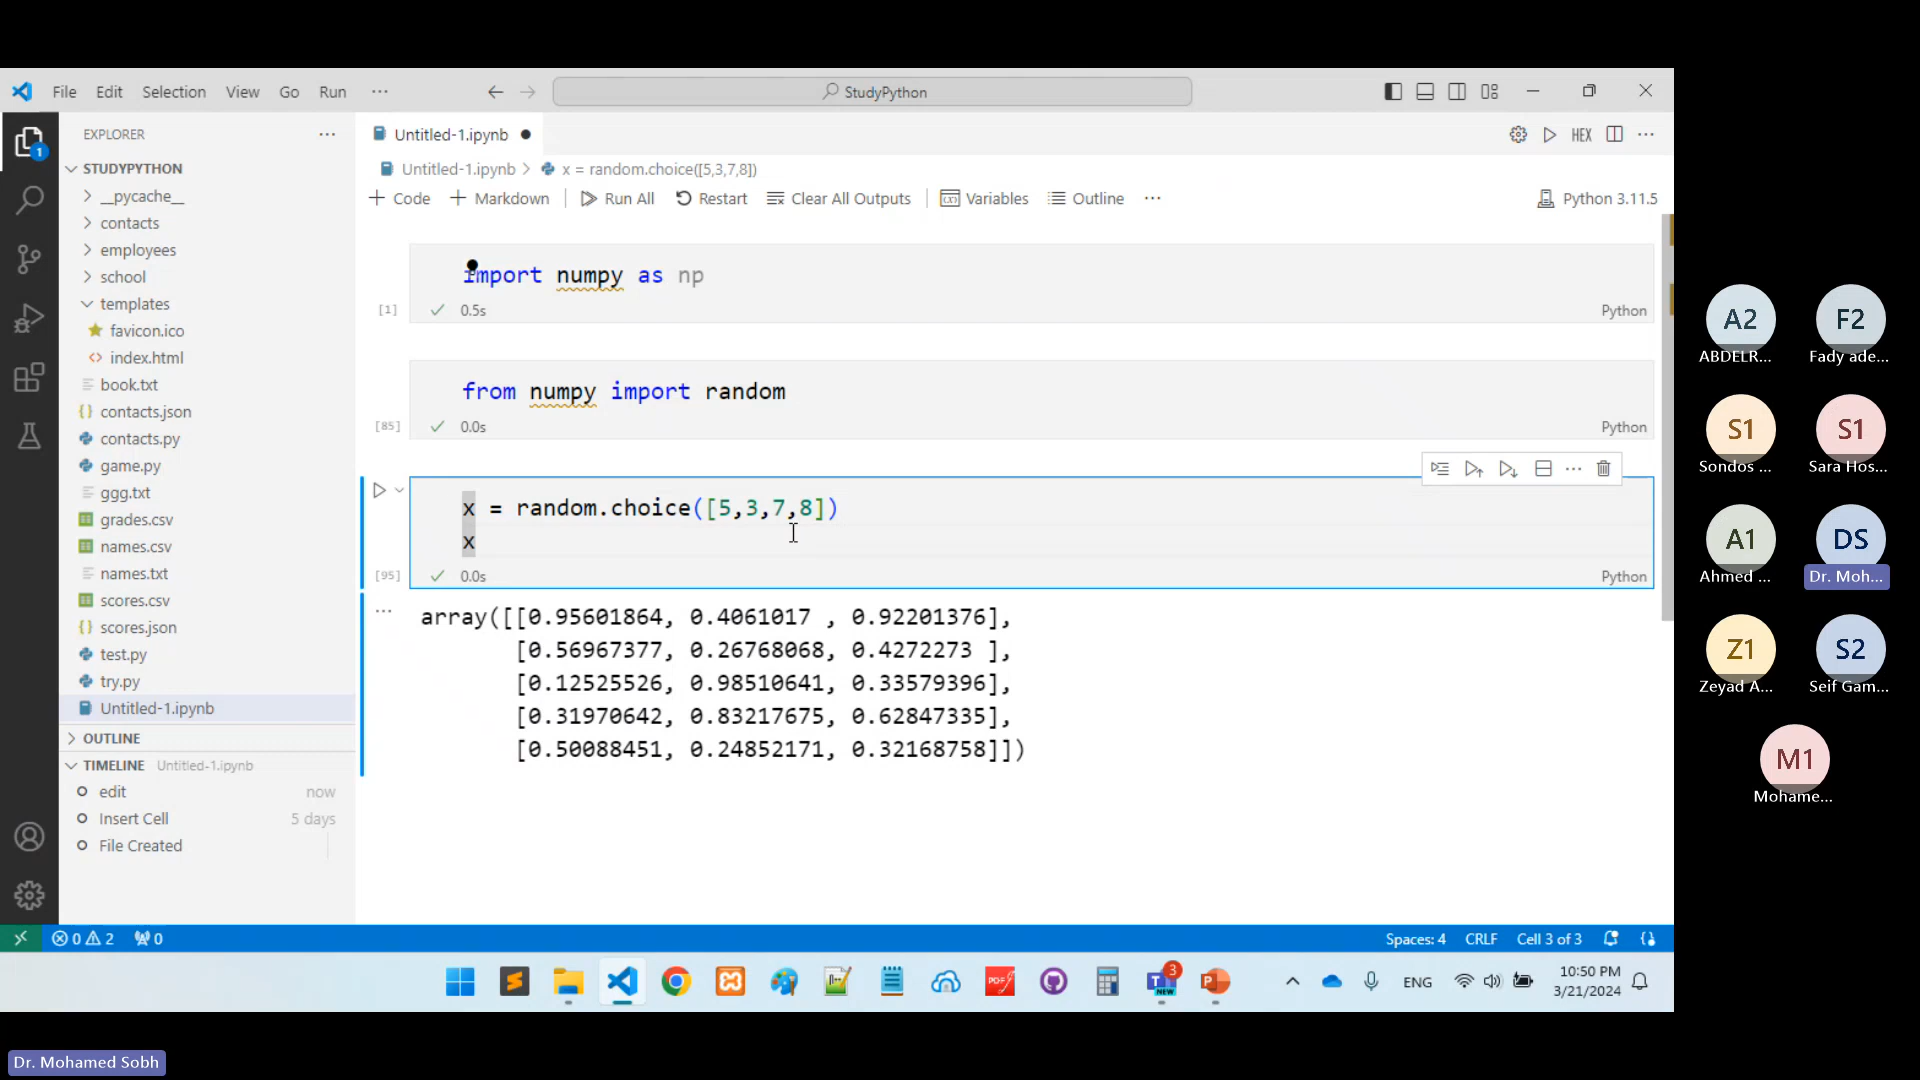 File Edit Selection View Go Run ···
StudyPython
EXPLORER
STUDYPYTHON
__pycache__
contacts
employees
school
templates
favicon.ico
<> index.html
book.txt
{} contacts.json
contacts.py
game.py
ggg.txt
grades.csv
names.csv
names.txt
scores.csv
{} scores.json
test.py
try.py
Untitled-1.ipynb
OUTLINE
TIMELINE Untitled-1.ipynb
edit now
Insert Cell 5 days
File Created
1
Untitled-1.ipynb
HEX
Untitled-1.ipynb > x = random.choice([5,3,7,8])
+ Code + Markdown Run All Restart Clear All Outputs Variables Outline ··· Python 3.11.5
import numpy as np
[1] 0.5s Python
from numpy import random
[85] 0.0s Python
x = random.choice([5,3,7,8])
x
[95] 0.0s Python
array([[0.95601864, 0.4061017 , 0.92201376],
[0.56967377, 0.26768068, 0.4272273 ],
[0.12525526, 0.98510641, 0.33579396],
[0.31970642, 0.83217675, 0.62847335],
[0.50088451, 0.24852171, 0.32168758]])
0 2 0 Spaces: 4 CRLF Cell 3 of 3
PDF
3
T
NEW
P
ENG
10:50 PM
3/21/2024
A2 F2
ABDELR... Fady ade...
S1 S1
Sondos ... Sara Hos...
A1 DS
Ahmed ... Dr. Moh...
Z1 S2
Zeyad A... Seif Gam...
M1
Mohame...
Dr. Mohamed Sobh